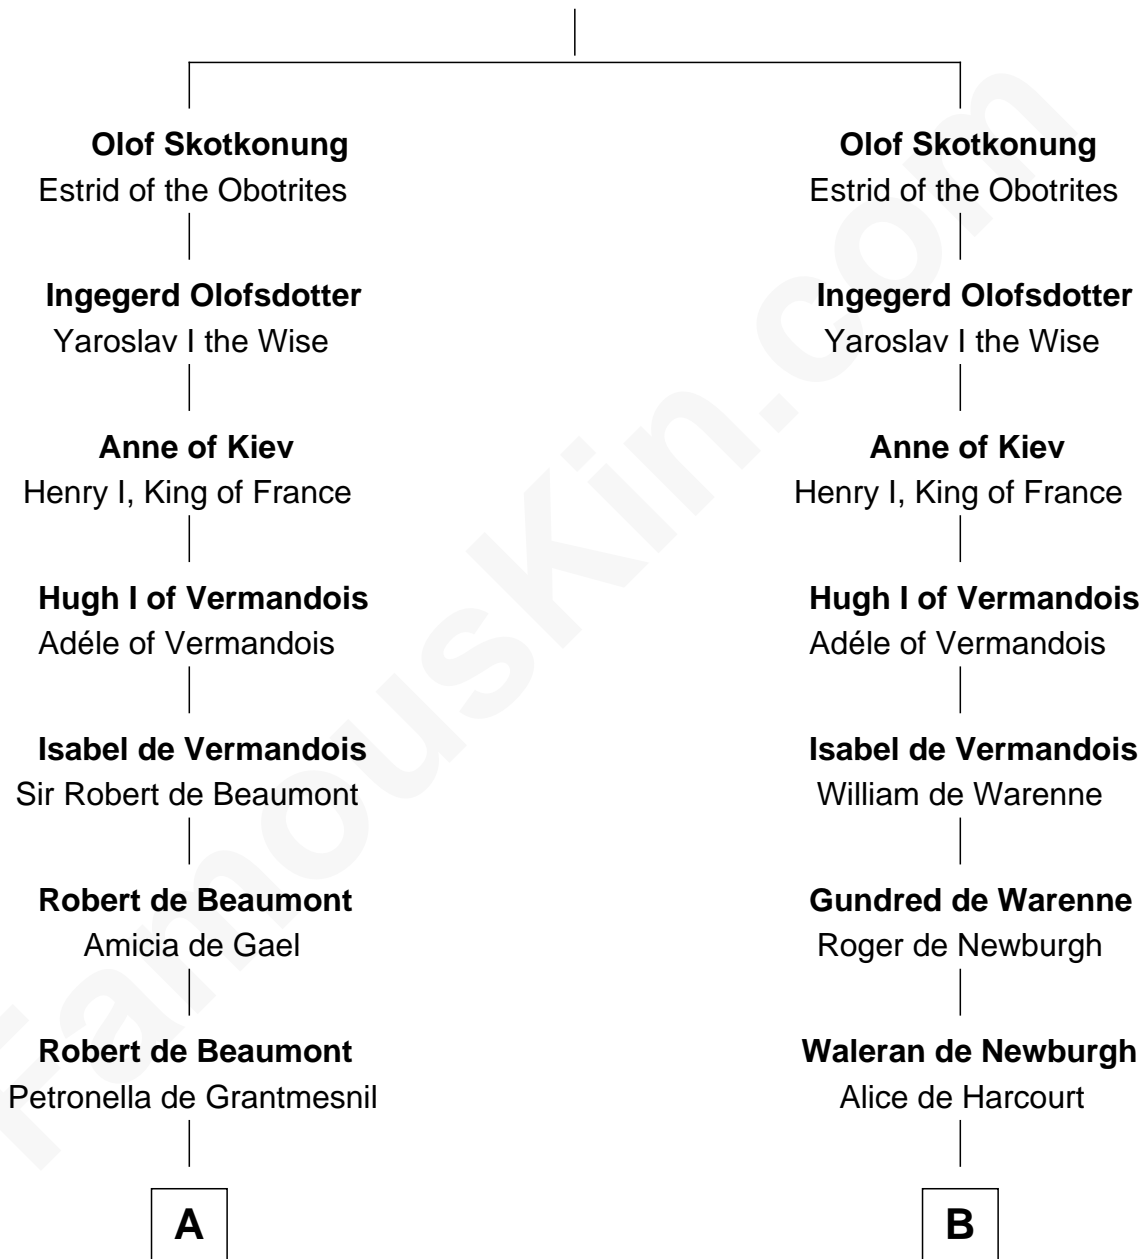 Olof Skotkonung
Estrid of the Obotrites
Ingegerd Olofsdotter
Yaroslav I the Wise
Anne of Kiev
Henry I, King of France
Hugh I of Vermandois
Adéle of Vermandois
Isabel de Vermandois
Sir Robert de Beaumont
Robert de Beaumont
Amicia de Gael
Robert de Beaumont
Petronella de Grantmesnil
A
Olof Skotkonung
Estrid of the Obotrites
Ingegerd Olofsdotter
Yaroslav I the Wise
Anne of Kiev
Henry I, King of France
Hugh I of Vermandois
Adéle of Vermandois
Isabel de Vermandois
William de Warenne
Gundred de Warenne
Roger de Newburgh
Waleran de Newburgh
Alice de Harcourt
B
FamousKin.com